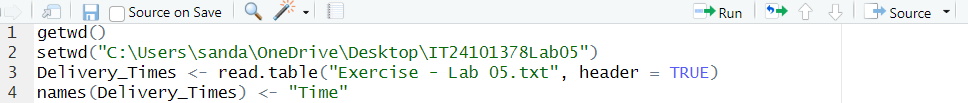 Source on Save Run Source
1 getwd()
2 setwd("C:\Users\sanda\OneDrive\Desktop\IT24101378Lab05")
3 Delivery_Times <- read.table("Exercise - Lab 05.txt", header = TRUE)
4 names(Delivery_Times) <- "Time"